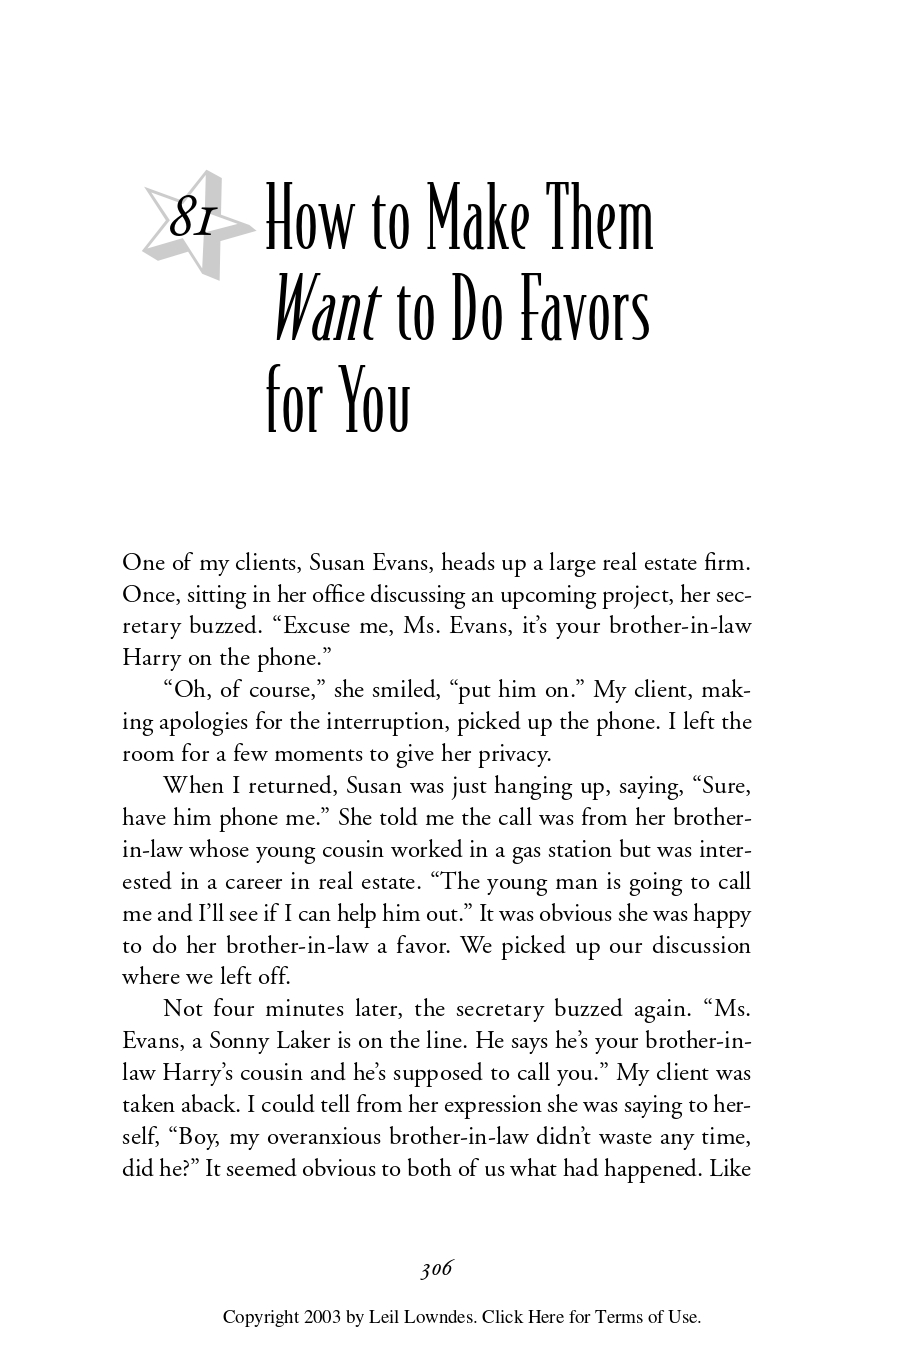 81
How to Make Them
Want to Do Favors
for You
One of my clients, Susan Evans, heads up a large real estate firm.
Once, sitting in her office discussing an upcoming project, her sec-
retary buzzed. “Excuse me, Ms. Evans, it’s your brother-in-law
Harry on the phone.”
“Oh, of course,” she smiled, “put him on.” My client, mak-
ing apologies for the interruption, picked up the phone. I left the
room for a few moments to give her privacy.
When I returned, Susan was just hanging up, saying, “Sure,
have him phone me.” She told me the call was from her brother-
in-law whose young cousin worked in a gas station but was inter-
ested in a career in real estate. “The young man is going to call
me and I’ll see if I can help him out.” It was obvious she was happy
to do her brother-in-law a favor. We picked up our discussion
where we left off.
Not four minutes later, the secretary buzzed again. “Ms.
Evans, a Sonny Laker is on the line. He says he’s your brother-in-
law Harry’s cousin and he’s supposed to call you.” My client was
taken aback. I could tell from her expression she was saying to her-
self, “Boy, my overanxious brother-in-law didn’t waste any time,
did he?” It seemed obvious to both of us what had happened. Like
306
Copyright 2003 by Leil Lowndes. Click Here for Terms of Use.